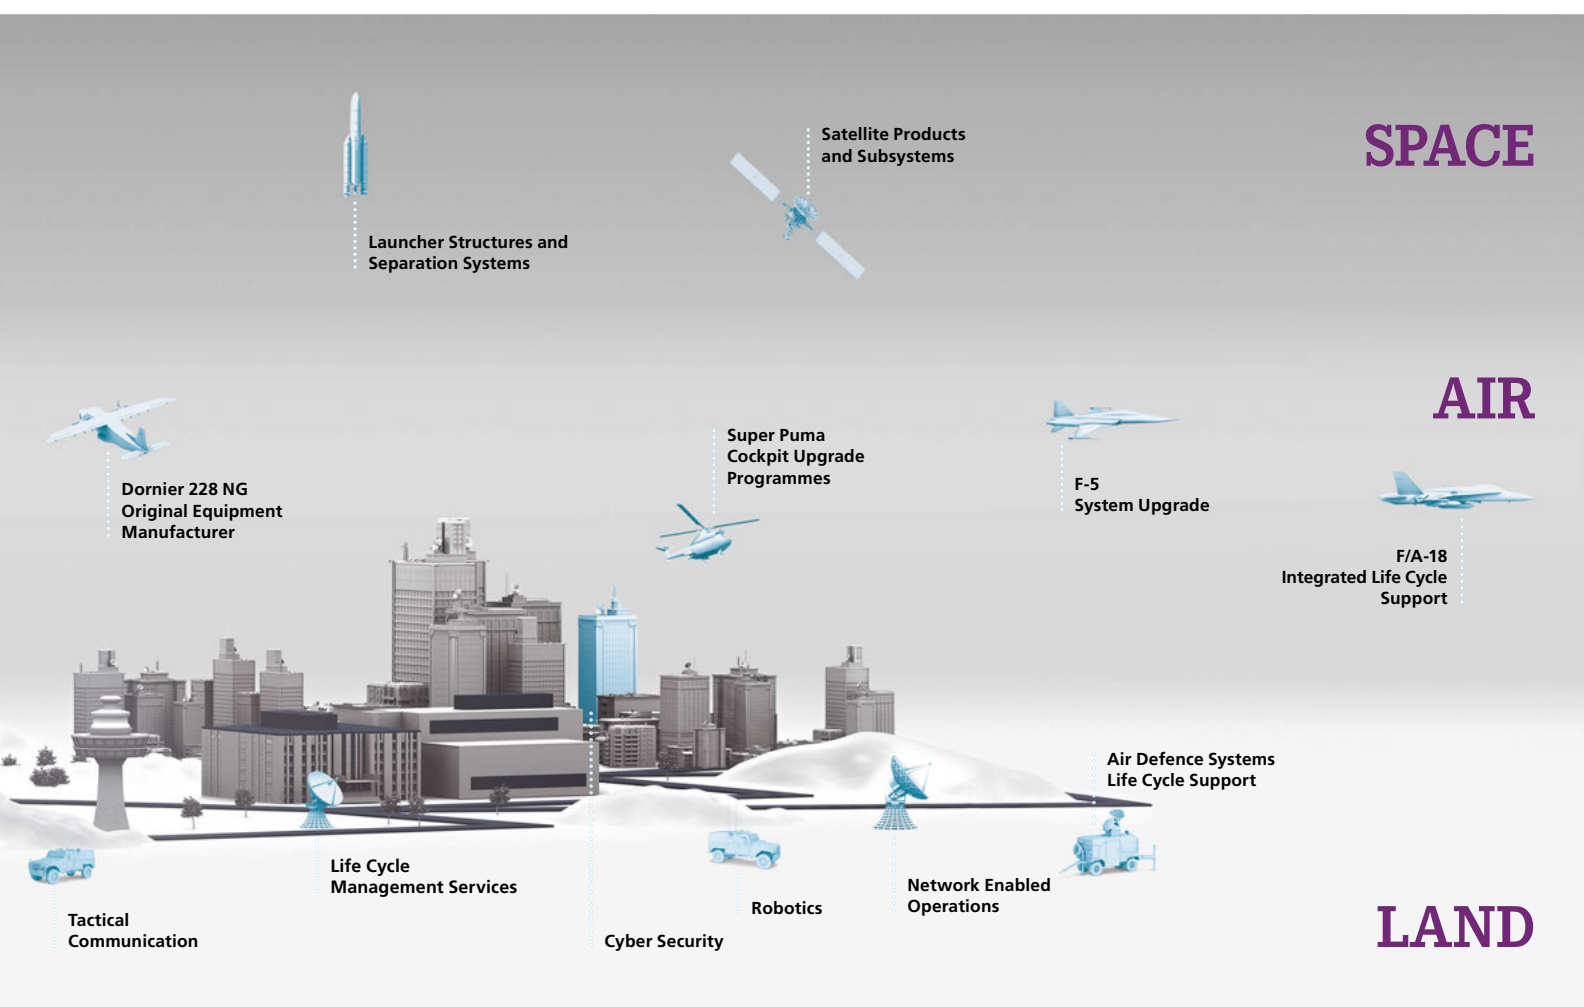 SPACE
Satellite Products
and Subsystems
Launcher Structures and
Separation Systems
AIR
Dornier 228 NG
Original Equipment
Manufacturer
Super Puma
Cockpit Upgrade
Programmes
F-5
System Upgrade
F/A-18
Integrated Life Cycle
Support
Air Defence Systems
Life Cycle Support
Life Cycle
Management Services
Network Enabled
Operations
Robotics
Tactical
Communication
Cyber Security
LAND